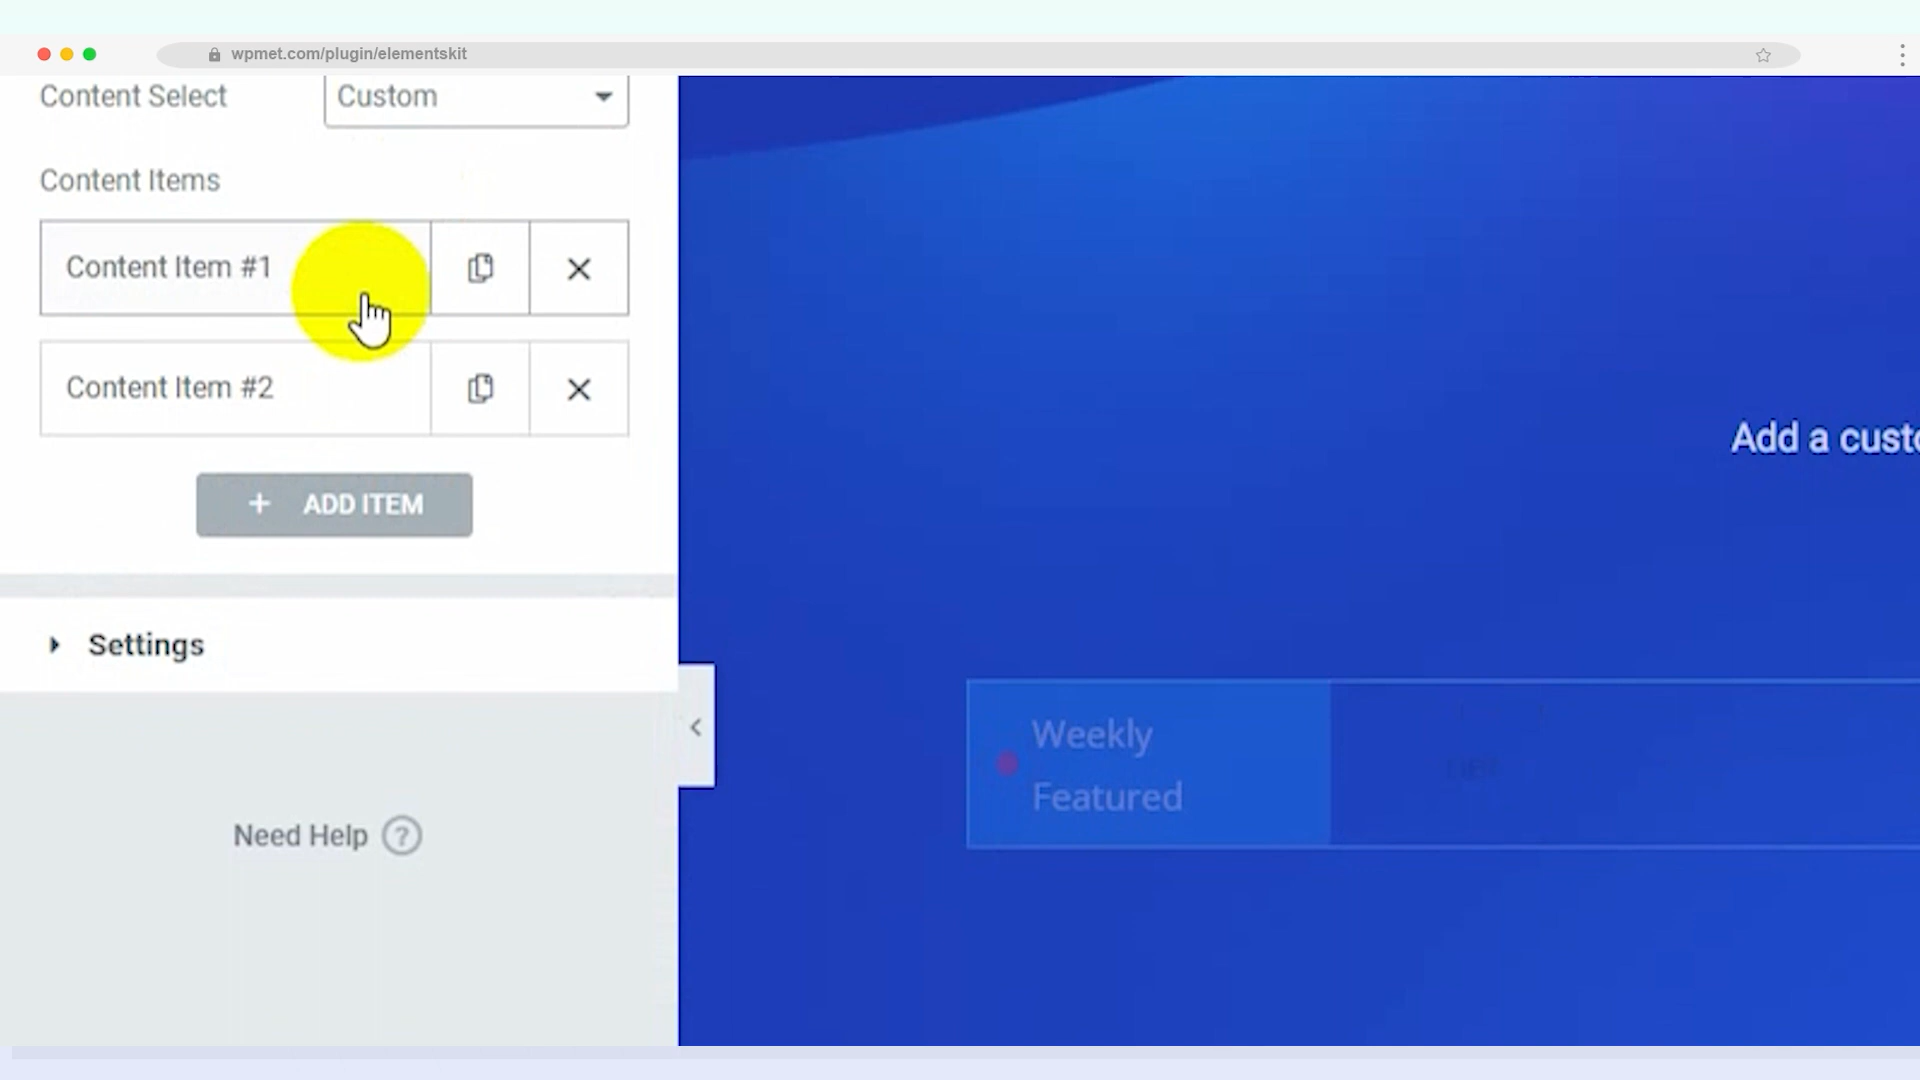 wpmet.com/plugin/elementskit
Content Select
Custom
Content Items
Content Item #1
Content Item #2
+ ADD ITEM
Settings
Need Help ?
Add a custo
Weekly
Featured